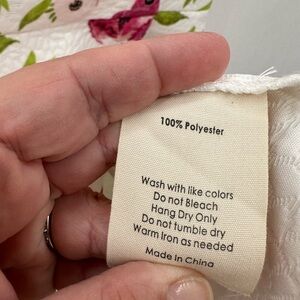 100% Polyester
Wash with like colors
Do not Bleach
Hang Dry Only
Do not tumble dry
Warm Iron as needed
Made in China